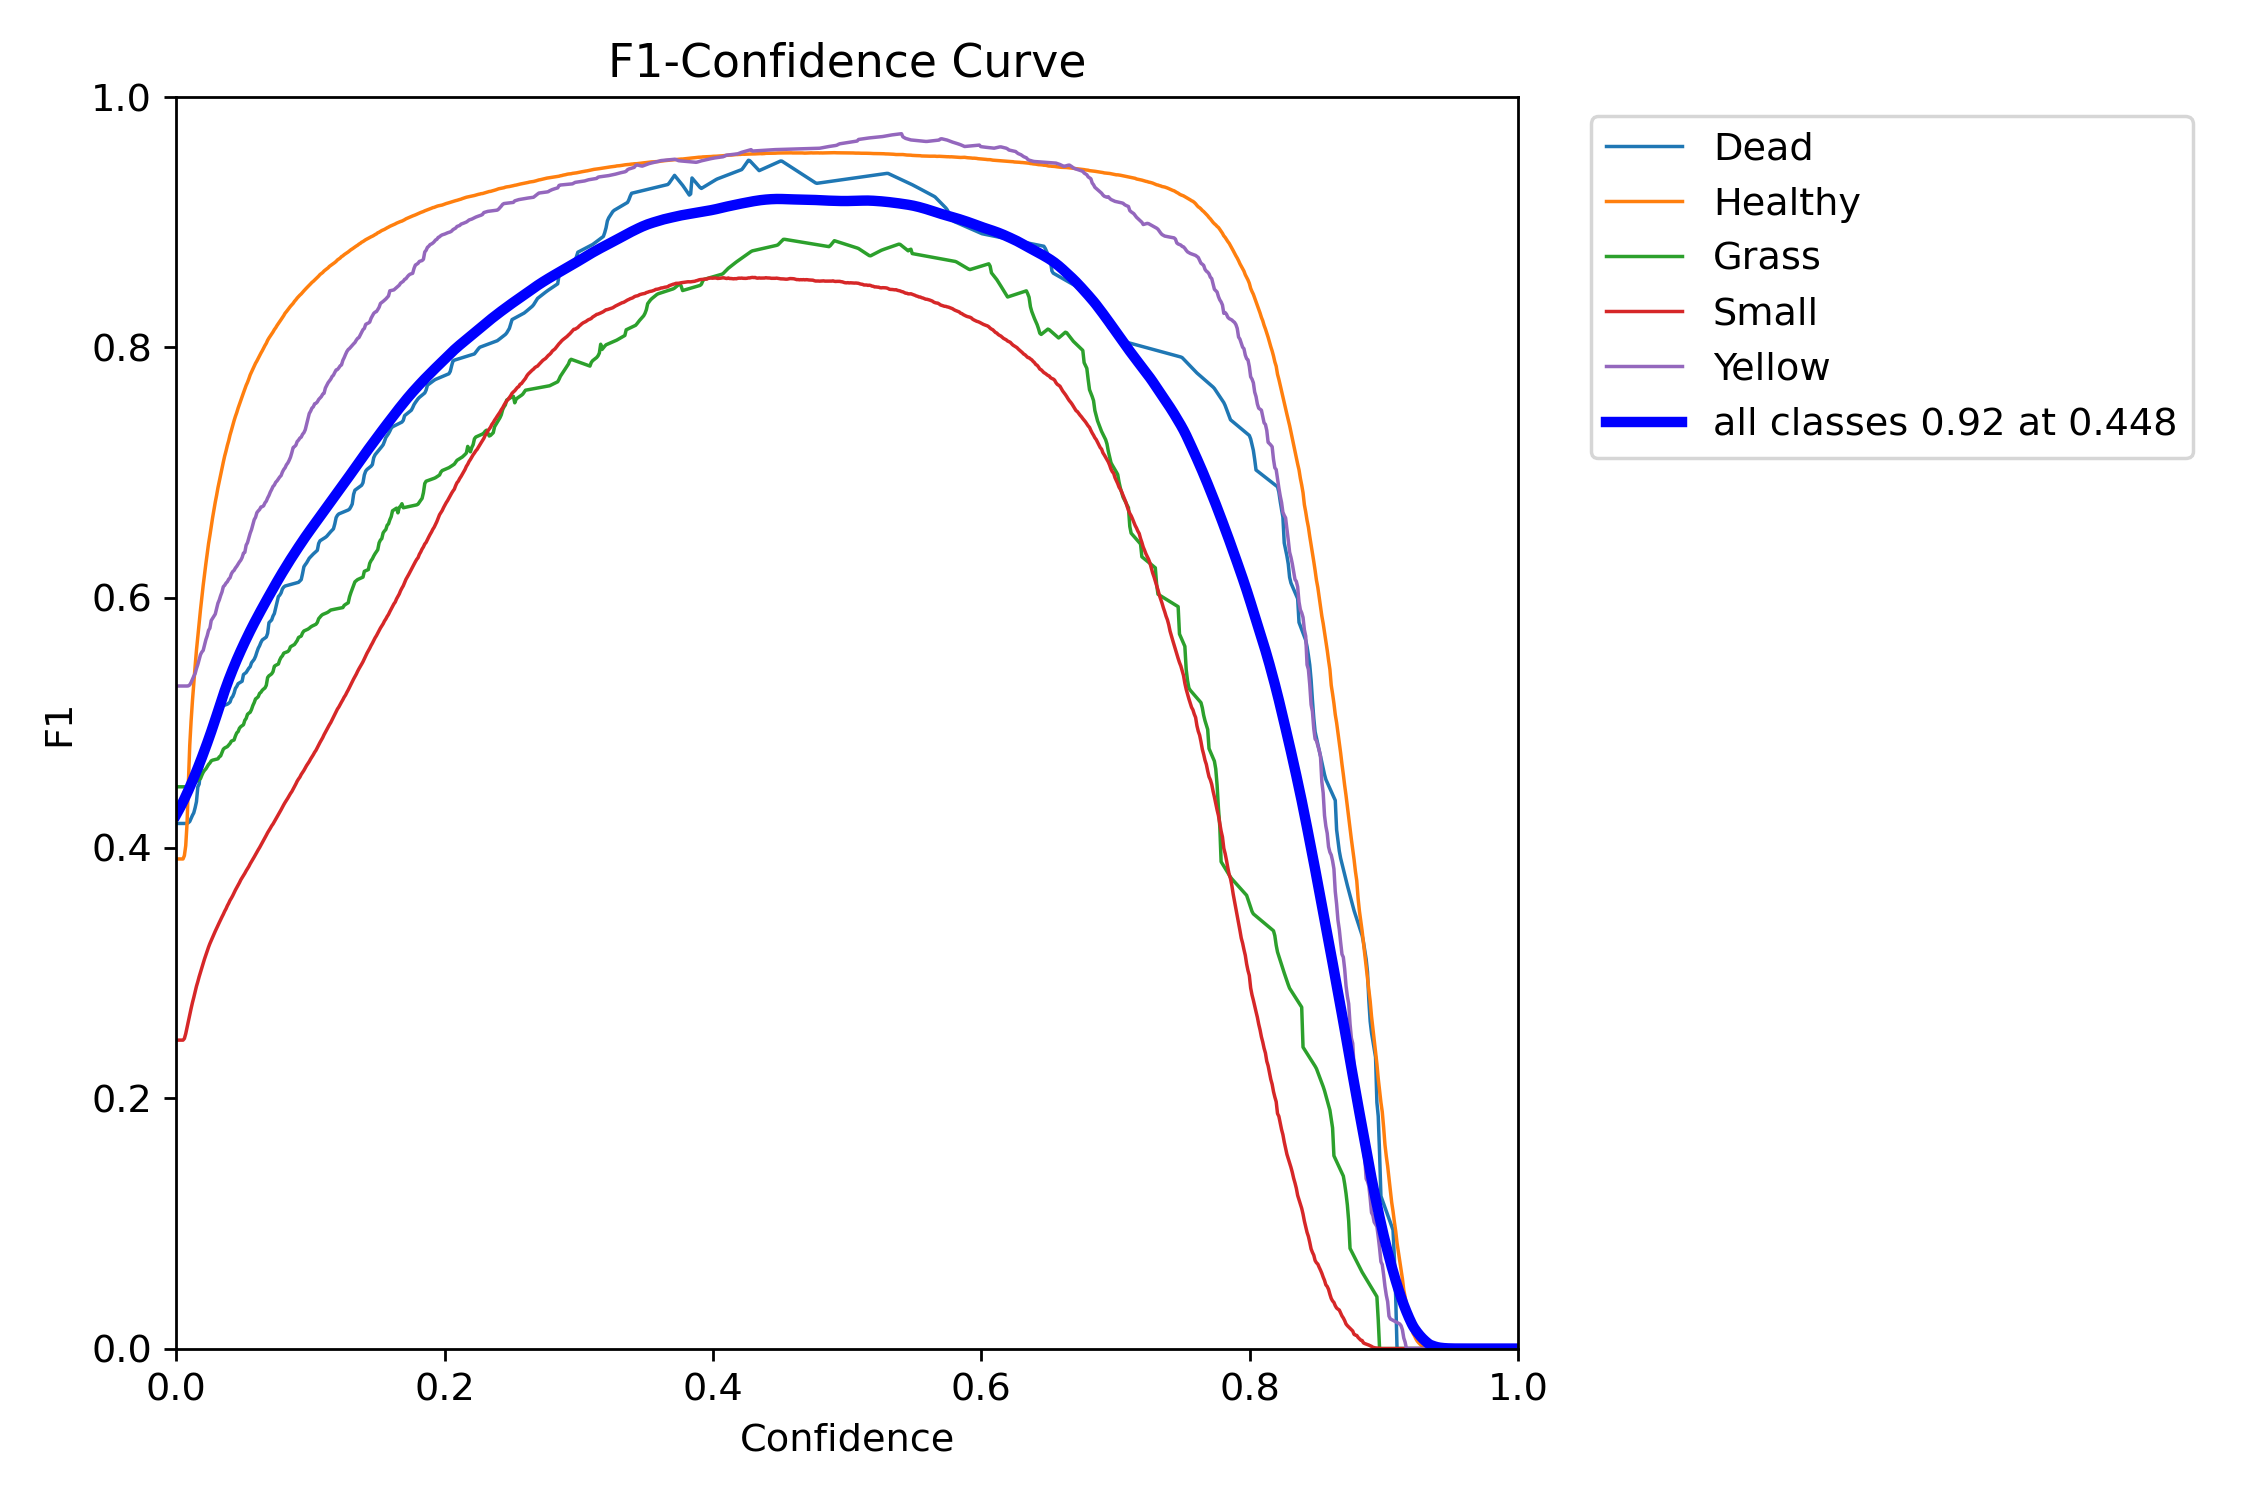 F1-Confidence Curve
1.0
0.8
0.6
0.4
0.2
0.0
F1
0.0 0.2 0.4 0.6 0.8 1.0
Confidence
Dead
Healthy
Grass
Small
Yellow
all classes 0.92 at 0.448